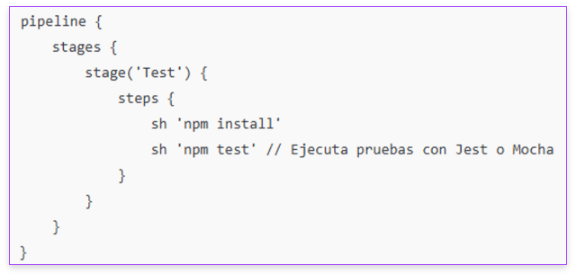 pipeline {
    stages {
        stage('Test') {
            steps {
                sh 'npm install'
                sh 'npm test' // Ejecuta pruebas con Jest o Mocha
            }
        }
    }
}